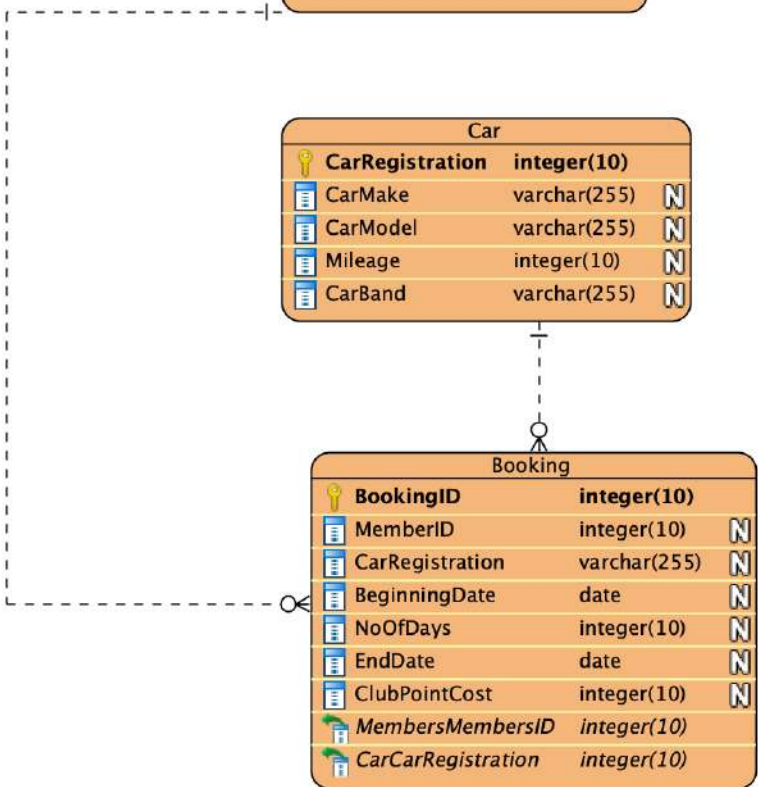 Car
CarRegistration integer(10)
CarMake varchar(255) N
CarModel varchar(255) N
Mileage integer(10) N
CarBand varchar(255) N
Booking
BookingID integer(10)
MemberID integer(10) N
CarRegistration varchar(255) N
BeginningDate date N
NoOfDays integer(10) N
EndDate date N
ClubPointCost integer(10) N
MembersMembersID integer(10)
CarCarRegistration integer(10)